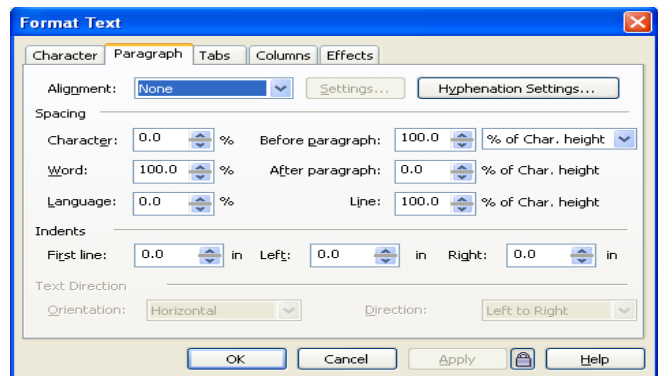 Format Text
Character Paragraph Tabs Columns Effects
Alignment: None Settings... Hyphenation Settings...
Spacing
Character: 0.0 % Before paragraph: 100.0 % of Char. height
Word: 100.0 % After paragraph: 0.0 % of Char. height
Language: 0.0 % Line: 100.0 % of Char. height
Indents
First line: 0.0 in Left: 0.0 in Right: 0.0 in
Text Direction
Orientation: Horizontal Direction: Left to Right
OK Cancel Apply Help